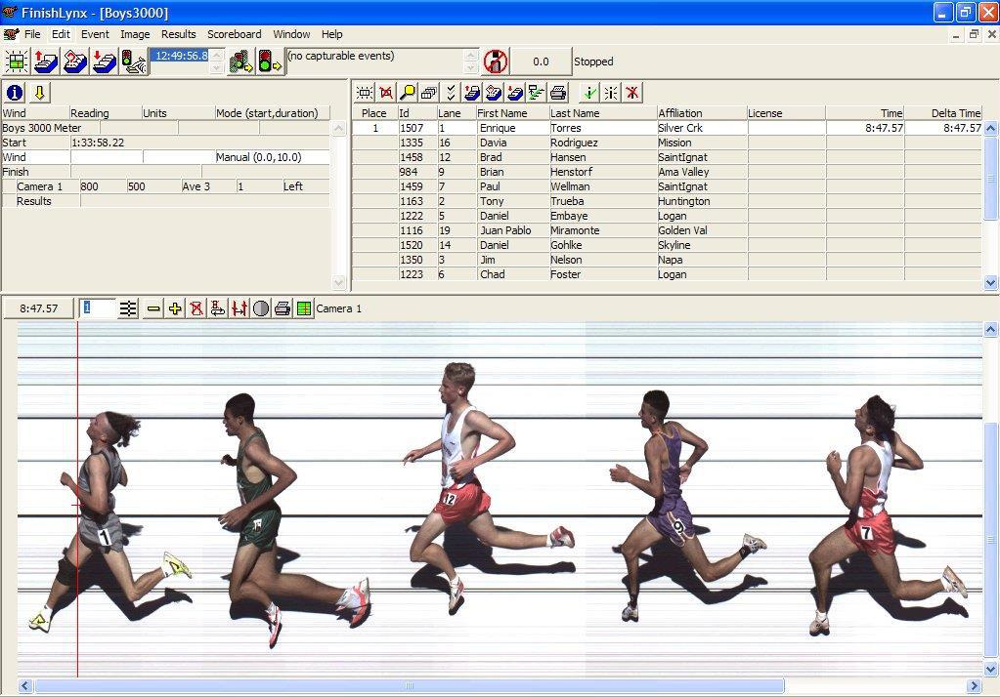 FinishLynx - [Boys3000]
File Edit Event Image Results Scoreboard Window Help
12:49:56.8 (no capturable events) 0.0 Stopped
Wind Reading Units Mode (start,duration)
Boys 3000 Meter
Start 1:33:58.22
Wind Manual (0.0,10.0)
Finish
Camera 1 800 500 Ave 3 1 Left
Results
Place Id Lane First Name Last Name Affiliation License Time Delta Time
1 1507 1 Enrique Torres Silver Crk 8:47.57 8:47.57
1335 16 Davia Rodriguez Mission
1458 12 Brad Hansen SaintIgnat
984 9 Brian Henstorf Ama Valley
1459 7 Paul Wellman SaintIgnat
1163 2 Tony Trueba Huntington
1222 5 Daniel Embaye Logan
1116 19 Juan Pablo Miramonte Golden Val
1520 14 Daniel Gohlke Skyline
1350 3 Jim Nelson Napa
1223 6 Chad Foster Logan
8:47.57 1 Camera 1
1
12
9
7